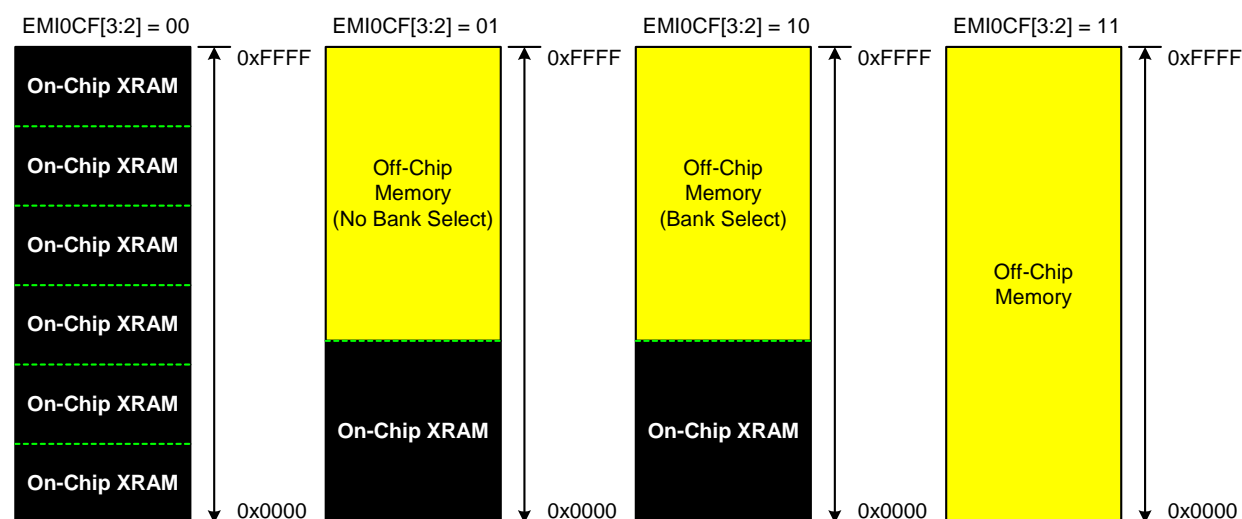 EMI0CF[3:2] = 00
On-Chip XRAM
On-Chip XRAM
On-Chip XRAM
On-Chip XRAM
On-Chip XRAM
On-Chip XRAM
0xFFFF
0x0000
EMI0CF[3:2] = 01
Off-Chip
Memory
(No Bank Select)
On-Chip XRAM
0xFFFF
0x0000
EMI0CF[3:2] = 10
Off-Chip
Memory
(Bank Select)
On-Chip XRAM
0xFFFF
0x0000
EMI0CF[3:2] = 11
Off-Chip
Memory
0xFFFF
0x0000